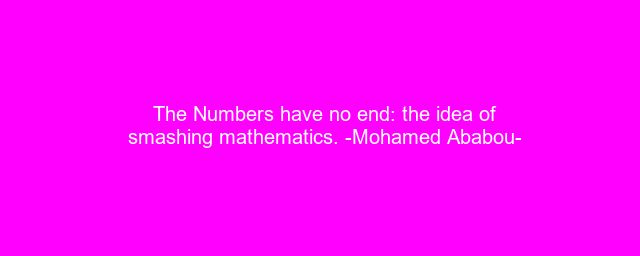 The Numbers have no end: the idea of
smashing mathematics. -Mohamed Ababou-